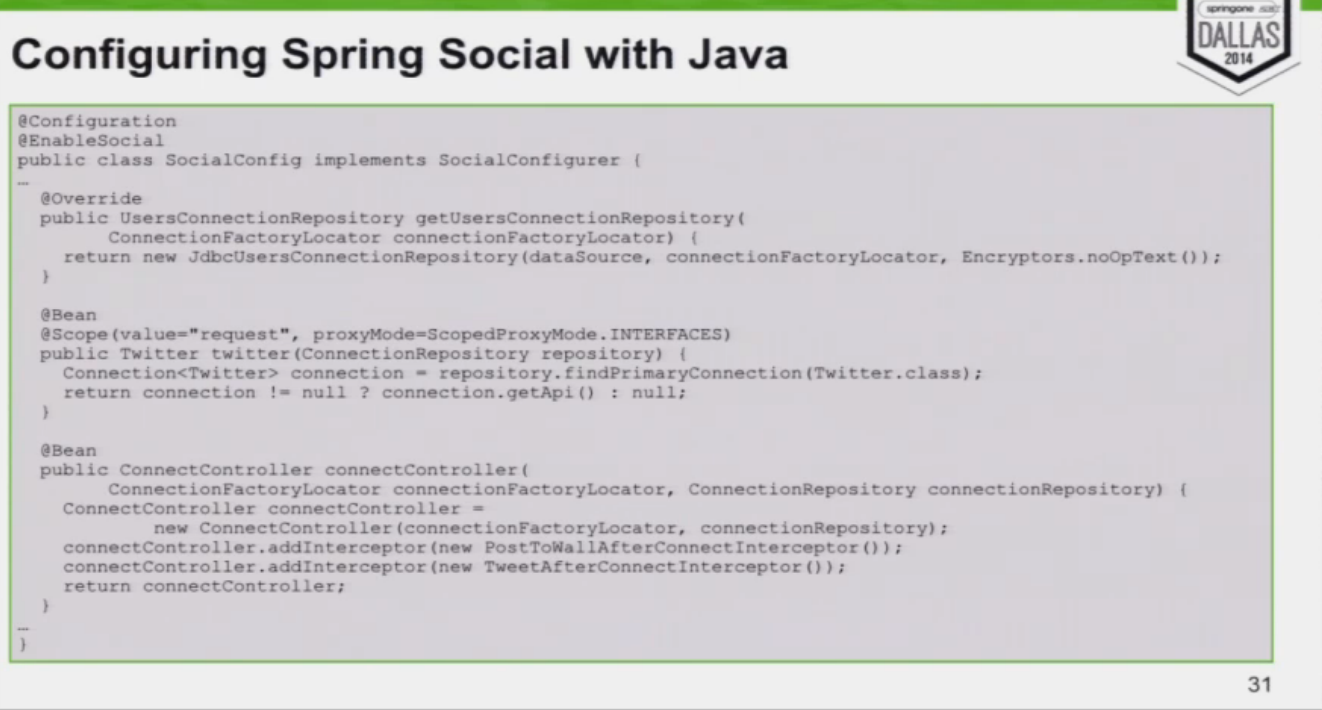 springone
DALLAS
2014
Configuring Spring Social with Java
@Configuration
@EnableSocial
public class SocialConfig implements SocialConfigurer {
…
@Override
public UsersConnectionRepository getUsersConnectionRepository(
ConnectionFactoryLocator connectionFactoryLocator) {
return new JdbcUsersConnectionRepository(dataSource, connectionFactoryLocator, Encryptors.noOpText());
}
@Bean
@Scope(value="request", proxyMode=ScopedProxyMode.INTERFACES)
public Twitter twitter(ConnectionRepository repository) {
Connection<Twitter> connection = repository.findPrimaryConnection(Twitter.class);
return connection != null ? connection.getApi() : null;
}
@Bean
public ConnectController connectController(
ConnectionFactoryLocator connectionFactoryLocator, ConnectionRepository connectionRepository) {
ConnectController connectController =
new ConnectController(connectionFactoryLocator, connectionRepository);
connectController.addInterceptor(new PostToWallAfterConnectInterceptor());
connectController.addInterceptor(new TweetAfterConnectInterceptor());
return connectController;
}
…
}
31